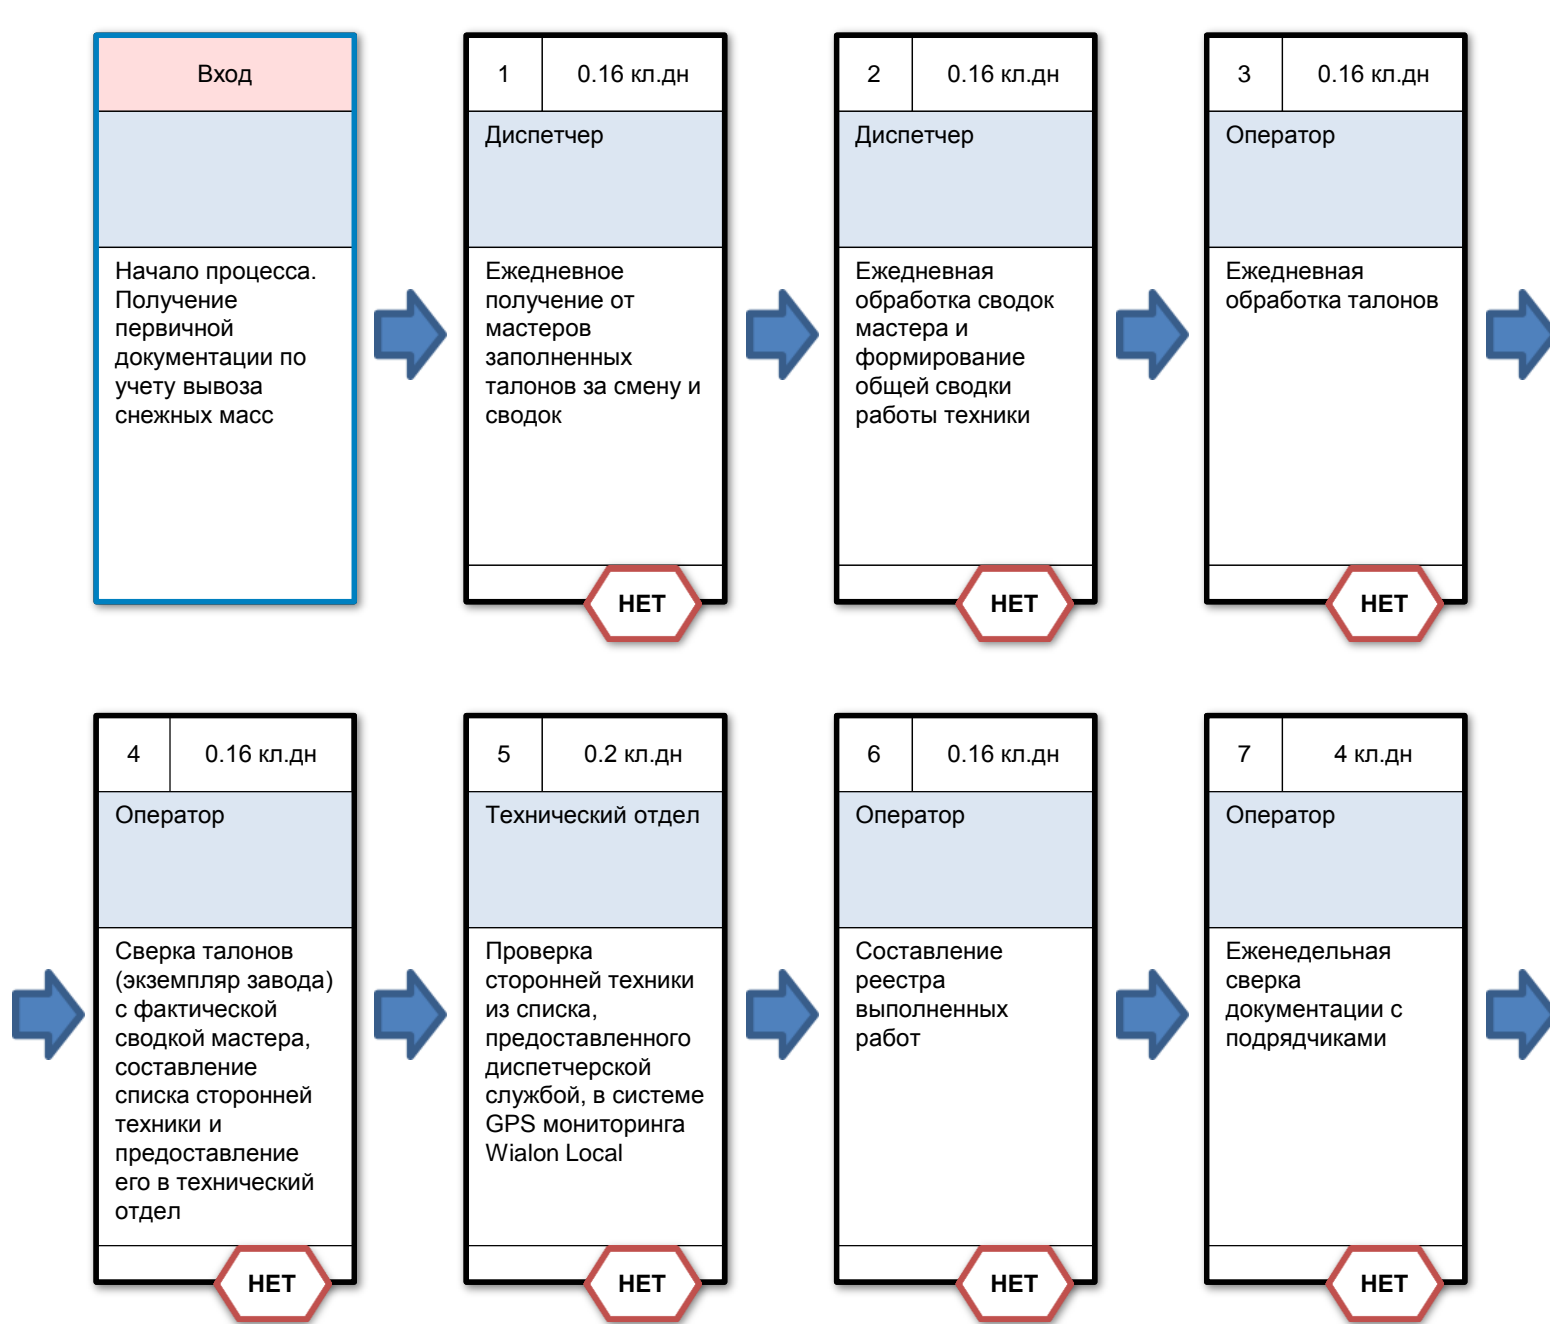 Вход
Начало процесса.
Получение
первичной
документации по
учету вывоза
снежных масс
1
0.16 кл.дн
Диспетчер
Ежедневное
получение от
мастеров
заполненных
талонов за смену и
сводок
НЕТ
2
0.16 кл.дн
Диспетчер
Ежедневная
обработка сводок
мастера и
формирование
общей сводки
работы техники
НЕТ
3
0.16 кл.дн
Оператор
Ежедневная
обработка талонов
НЕТ
4
0.16 кл.дн
Оператор
Сверка талонов
(экземпляр завода)
с фактической
сводкой мастера,
составление
списка сторонней
техники и
предоставление
его в технический
отдел
НЕТ
5
0.2 кл.дн
Технический отдел
Проверка
сторонней техники
из списка,
предоставленного
диспетчерской
службой, в системе
GPS мониторинга
Wialon Local
НЕТ
6
0.16 кл.дн
Оператор
Составление
реестра
выполненных
работ
НЕТ
7
4 кл.дн
Оператор
Еженедельная
сверка
документации с
подрядчиками
НЕТ